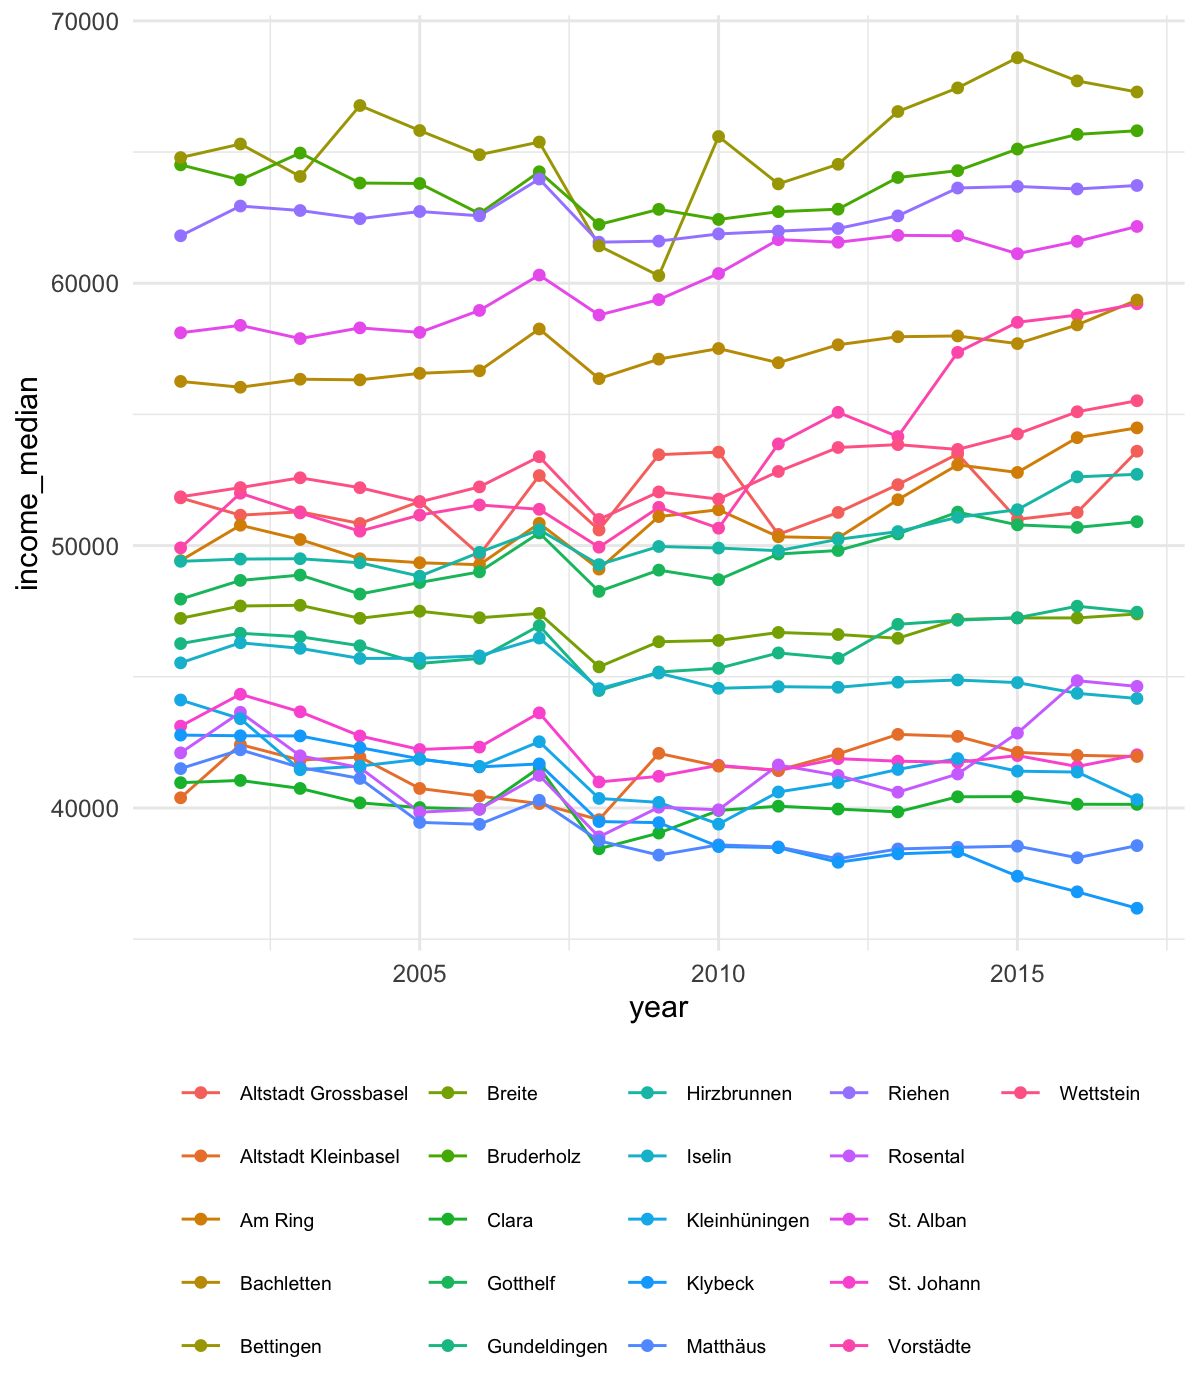 70000
60000
50000
40000
income_median
2005 2010 2015
year
Altstadt Grossbasel Breite Hirzbrunnen Riehen Wettstein
Altstadt Kleinbasel Bruderholz Iselin Rosental
Am Ring Clara Kleinhüningen St. Alban
Bachletten Gotthelf Klybeck St. Johann
Bettingen Gundeldingen Matthäus Vorstädte